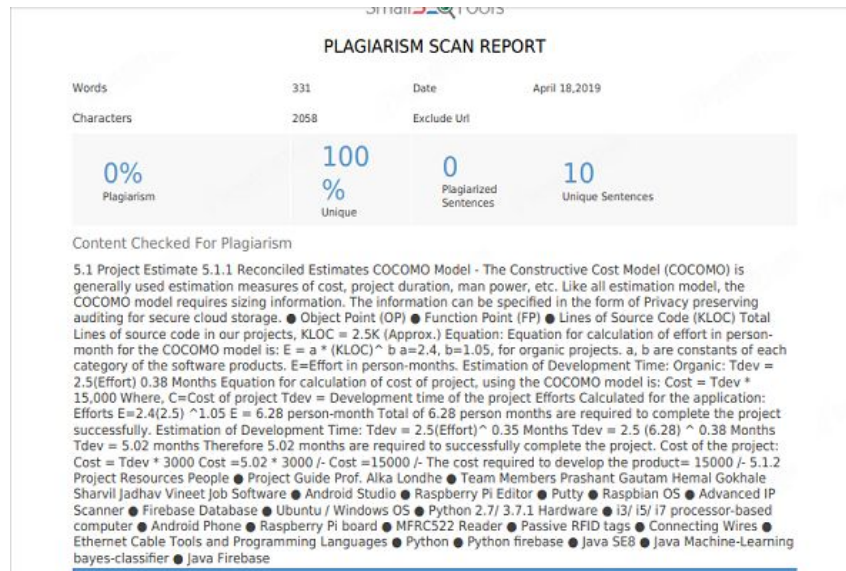 SmallSEOTools
PLAGIARISM SCAN REPORT
Words 331 Date April 18,2019
Characters 2058 Exclude Url
0%
Plagiarism
100
%
Unique
0
Plagiarized
Sentences
10
Unique Sentences
Content Checked For Plagiarism
5.1 Project Estimate 5.1.1 Reconciled Estimates COCOMO Model - The Constructive Cost Model (COCOMO) is
generally used estimation measures of cost, project duration, man power, etc. Like all estimation model, the
COCOMO model requires sizing information. The information can be specified in the form of Privacy preserving
auditing for secure cloud storage. ● Object Point (OP) ● Function Point (FP) ● Lines of Source Code (KLOC) Total
Lines of source code in our projects, KLOC = 2.5K (Approx.) Equation: Equation for calculation of effort in person-
month for the COCOMO model is: E = a * (KLOC)^ b a=2.4, b=1.05, for organic projects. a, b are constants of each
category of the software products. E=Effort in person-months. Estimation of Development Time: Organic: Tdev =
2.5(Effort) 0.38 Months Equation for calculation of cost of project, using the COCOMO model is: Cost = Tdev *
15,000 Where, C=Cost of project Tdev = Development time of the project Efforts Calculated for the application:
Efforts E=2.4(2.5) ^1.05 E = 6.28 person-month Total of 6.28 person months are required to complete the project
successfully. Estimation of Development Time: Tdev = 2.5(Effort)^ 0.35 Months Tdev = 2.5 (6.28) ^ 0.38 Months
Tdev = 5.02 months Therefore 5.02 months are required to successfully complete the project. Cost of the project:
Cost = Tdev * 3000 Cost =5.02 * 3000 /- Cost =15000 /- The cost required to develop the product= 15000 /- 5.1.2
Project Resources People ● Project Guide Prof. Alka Londhe ● Team Members Prashant Gautam Hemal Gokhale
Sharvil Jadhav Vineet Job Software ● Android Studio ● Raspberry Pi Editor ● Putty ● Raspbian OS ● Advanced IP
Scanner ● Firebase Database ● Ubuntu / Windows OS ● Python 2.7/ 3.7.1 Hardware ● i3/ i5/ i7 processor-based
computer ● Android Phone ● Raspberry Pi board ● MFRC522 Reader ● Passive RFID tags ● Connecting Wires ●
Ethernet Cable Tools and Programming Languages ● Python ● Python firebase ● Java SE8 ● Java Machine-Learning
bayes-classifier ● Java Firebase